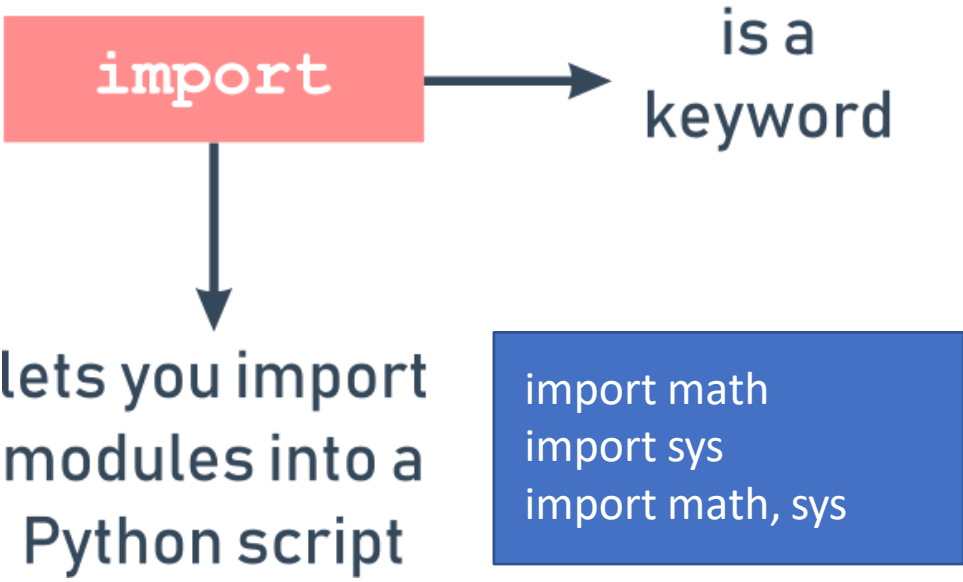 import
is a
keyword
lets you import
modules into a
Python script
import math
import sys
import math, sys